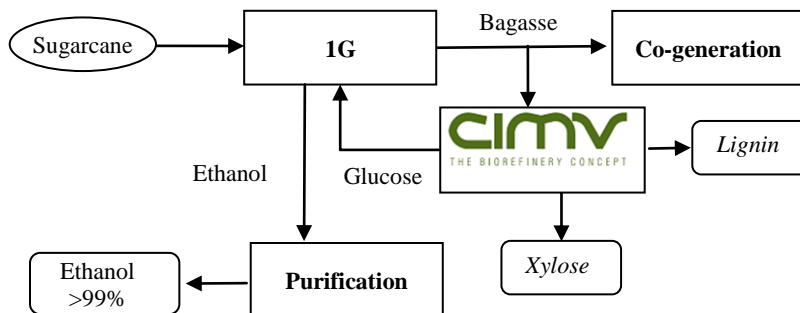 Bagasse
Sugarcane
1G
Co-generation
CIMV
THE BIOREFINERY CONCEPT
Lignin
Ethanol
Glucose
Xylose
Purification
Ethanol
>99%